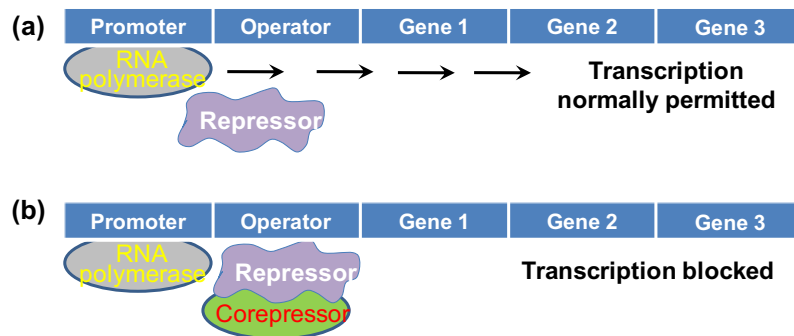 (a)
Promoter Operator Gene 1 Gene 2 Gene 3
RNA
polymerase
Transcription
normally permitted
Repressor
(b)
Promoter Operator Gene 1 Gene 2 Gene 3
RNA
polymerase
Repressor
Transcription blocked
Corepressor